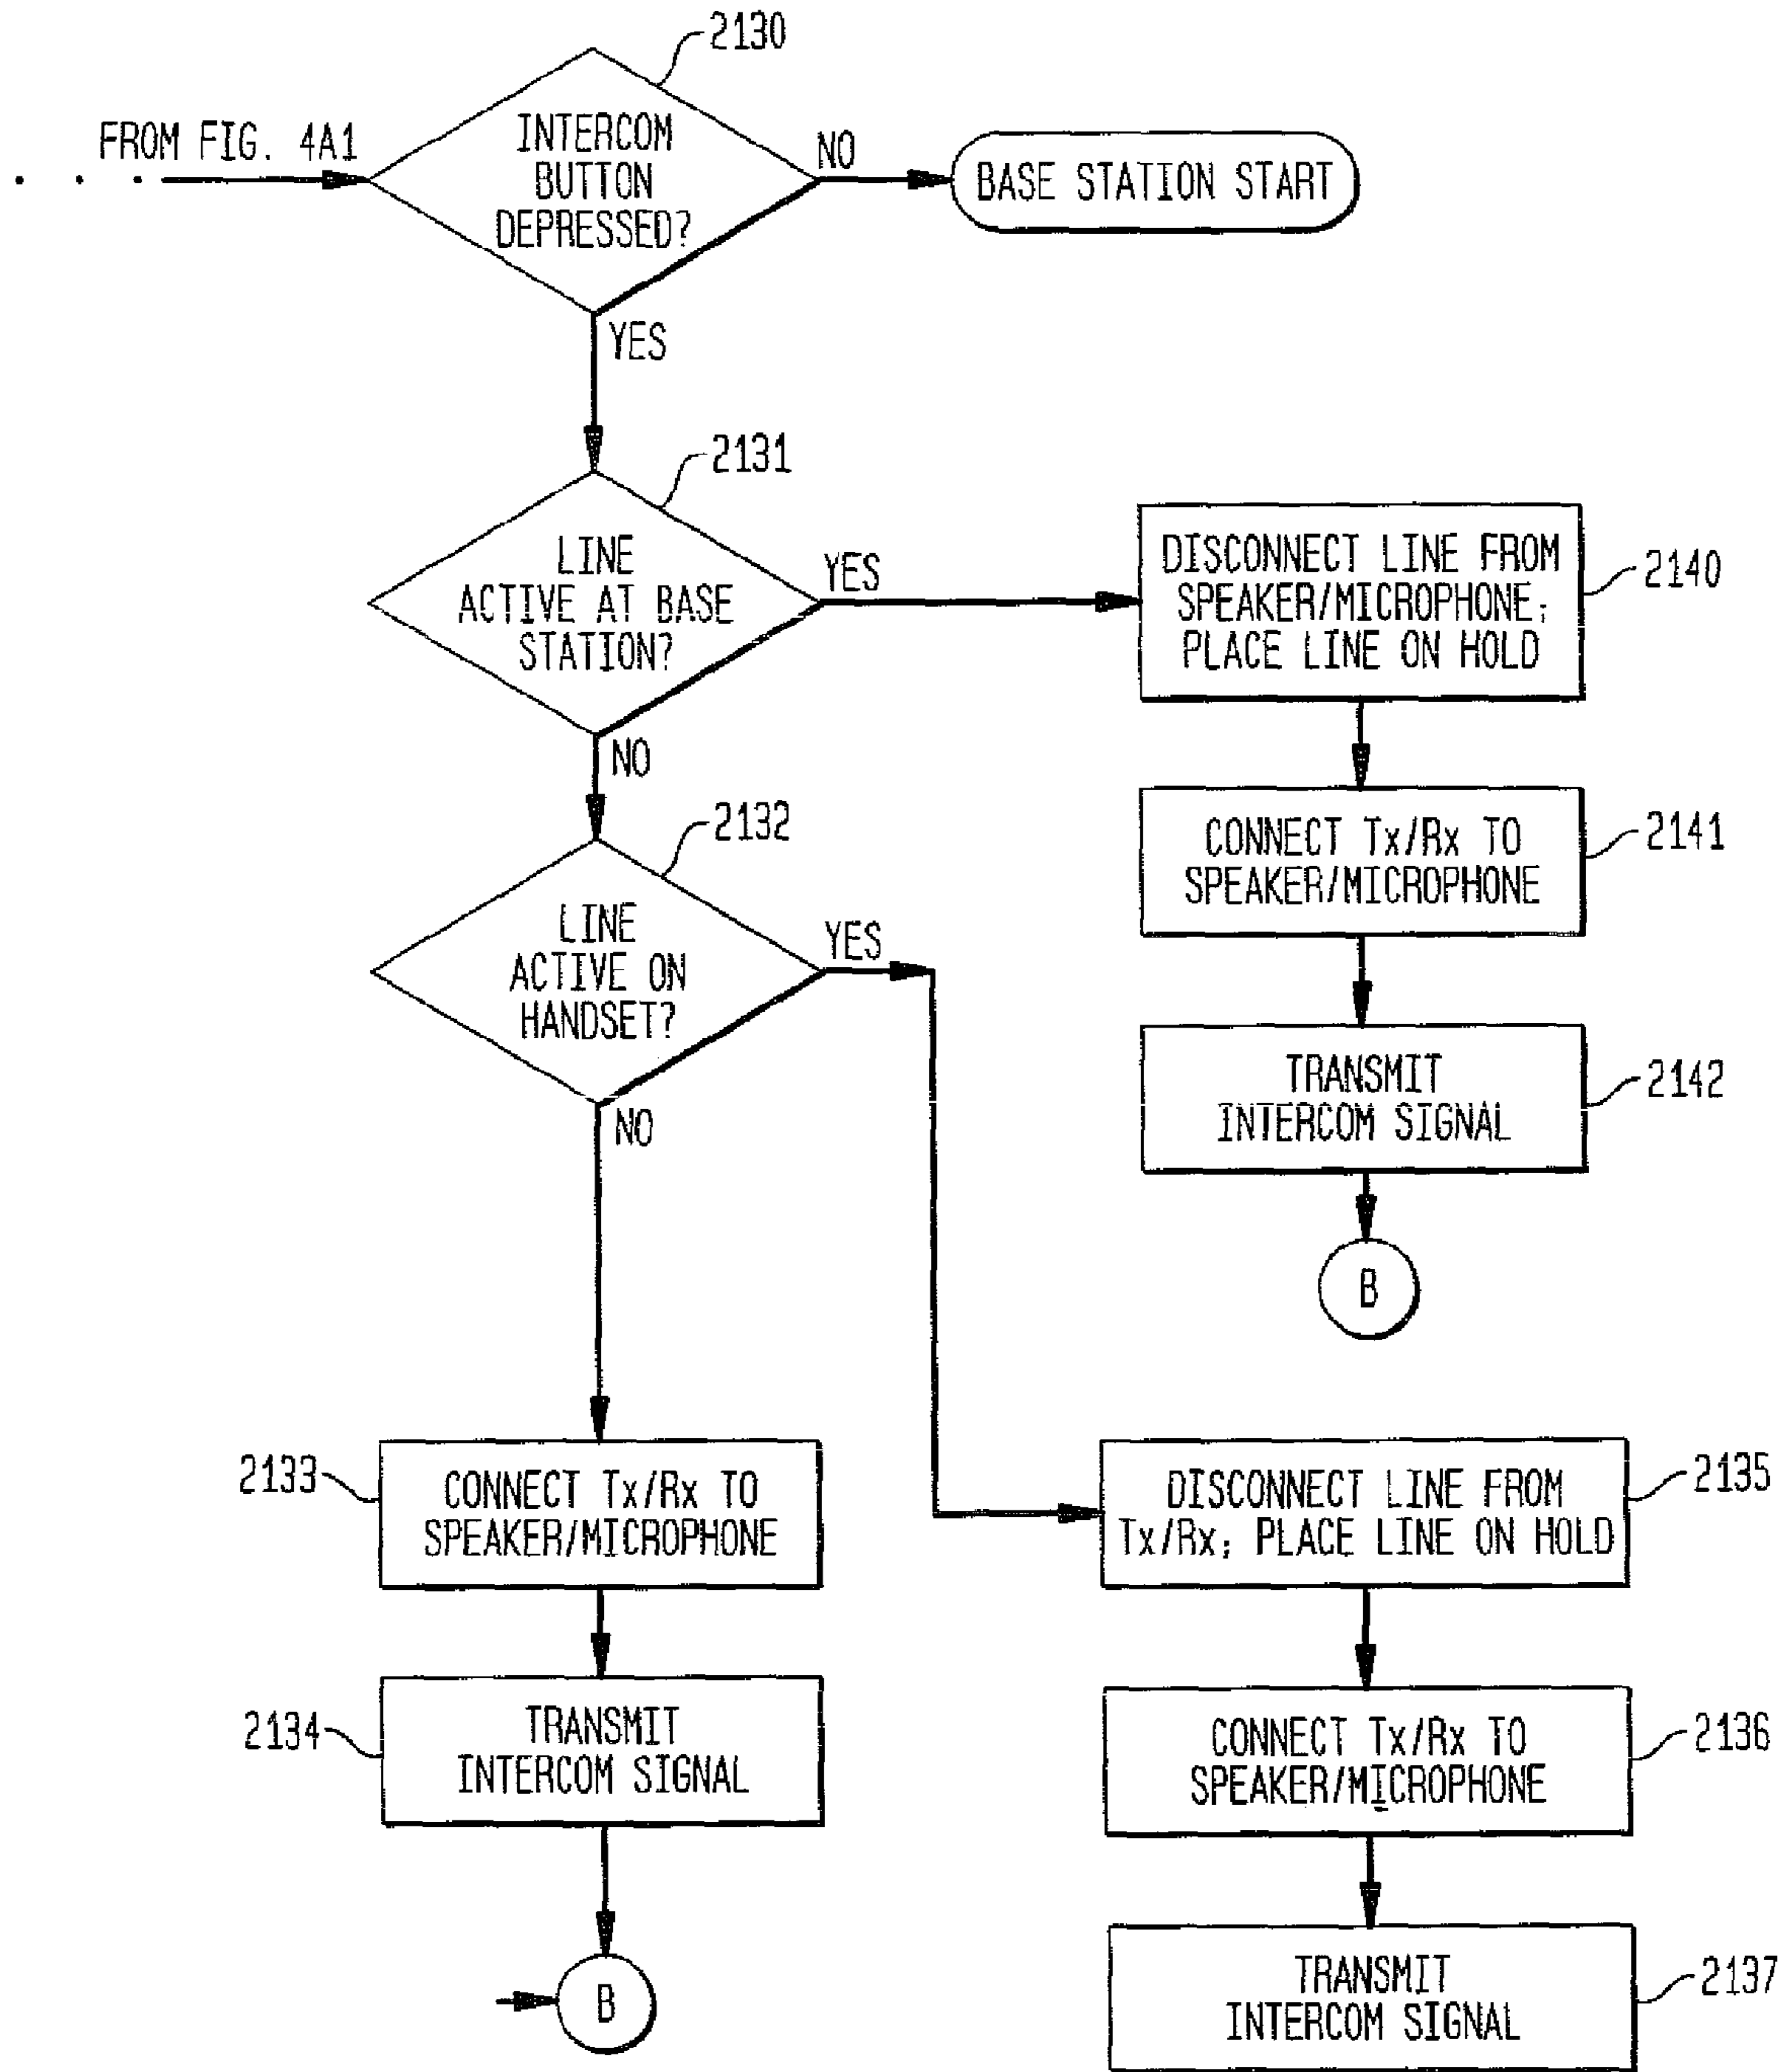 2130
FROM FIG. 4A1
. . .
INTERCOM
BUTTON
DEPRESSED?
NO
BASE STATION START
YES
2131
LINE
ACTIVE AT BASE
STATION?
YES
DISCONNECT LINE FROM
SPEAKER/MICROPHONE;
PLACE LINE ON HOLD
2140
NO
2132
CONNECT Tx/Rx TO
SPEAKER/MICROPHONE
2141
LINE
ACTIVE ON
HANDSET?
YES
TRANSMIT
INTERCOM SIGNAL
2142
NO
B
2133
CONNECT Tx/Rx TO
SPEAKER/MICROPHONE
DISCONNECT LINE FROM
Tx/Rx; PLACE LINE ON HOLD
2135
2134
TRANSMIT
INTERCOM SIGNAL
CONNECT Tx/Rx TO
SPEAKER/MICROPHONE
2136
B
TRANSMIT
INTERCOM SIGNAL
2137